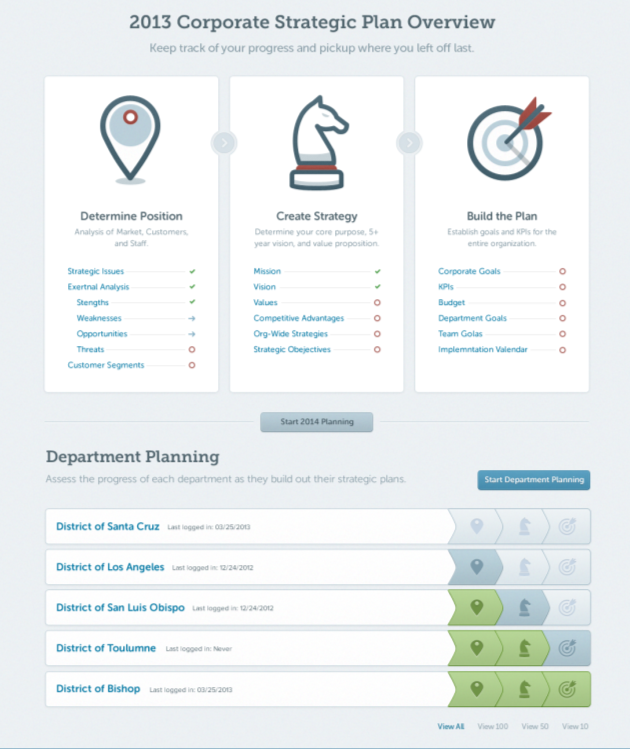 2013 Corporate Strategic Plan Overview
Keep track of your progress and pickup where you left off last.
Determine Position
Analysis of Market, Customers,
and Staff.
Strategic Issues
Exertnal Analysis
Stengths
Weaknesses
Opportunities
Threats
Customer Segments
Create Strategy
Determine your core purpose, 5+
year vision, and value proposition.
Mission
Vision
Values
Competitive Advantages
Org-Wide Strategies
Strategic Obejectives
Build the Plan
Establish goals and KPIs for the
entire organization.
Corporate Goals
KPIs
Budget
Department Goals
Team Golas
Implemntation Valendar
Start 2014 Planning
Department Planning
Assess the progress of each department as they build out their strategic plans.
Start Department Planning
District of Santa Cruz Last logged in: 03/25/2013
District of Los Angeles Last logged in: 12/24/2012
District of San Luis Obispo Last logged in: 12/24/2012
District of Toulumne Last logged in: Never
District of Bishop Last logged in: 03/25/2013
View All View 100 View 50 View 10